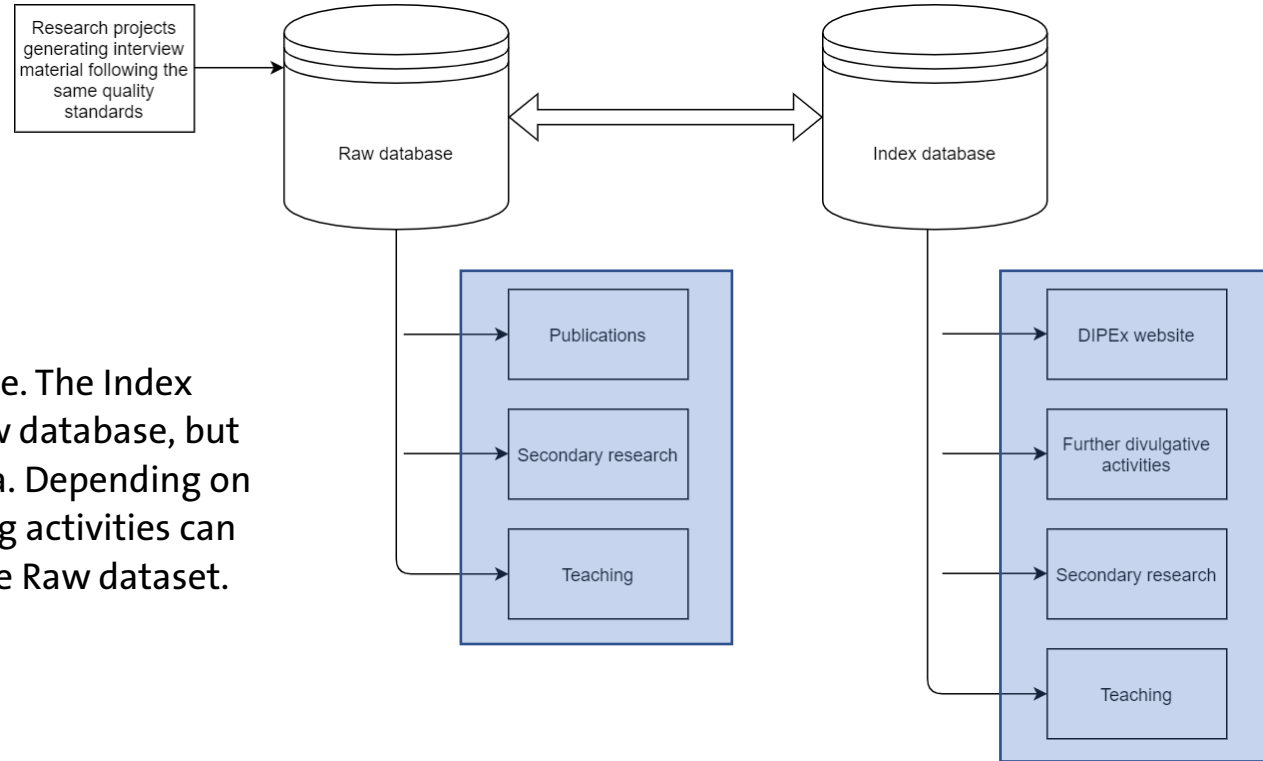 Research projects
generating interview
material following the
same quality
standards
Raw database
Index database
Publications
Secondary research
Teaching
DIPEx website
Further divulgative
activities
Secondary research
Teaching
e. The Index
w database, but
a. Depending on
g activities can
e Raw dataset.